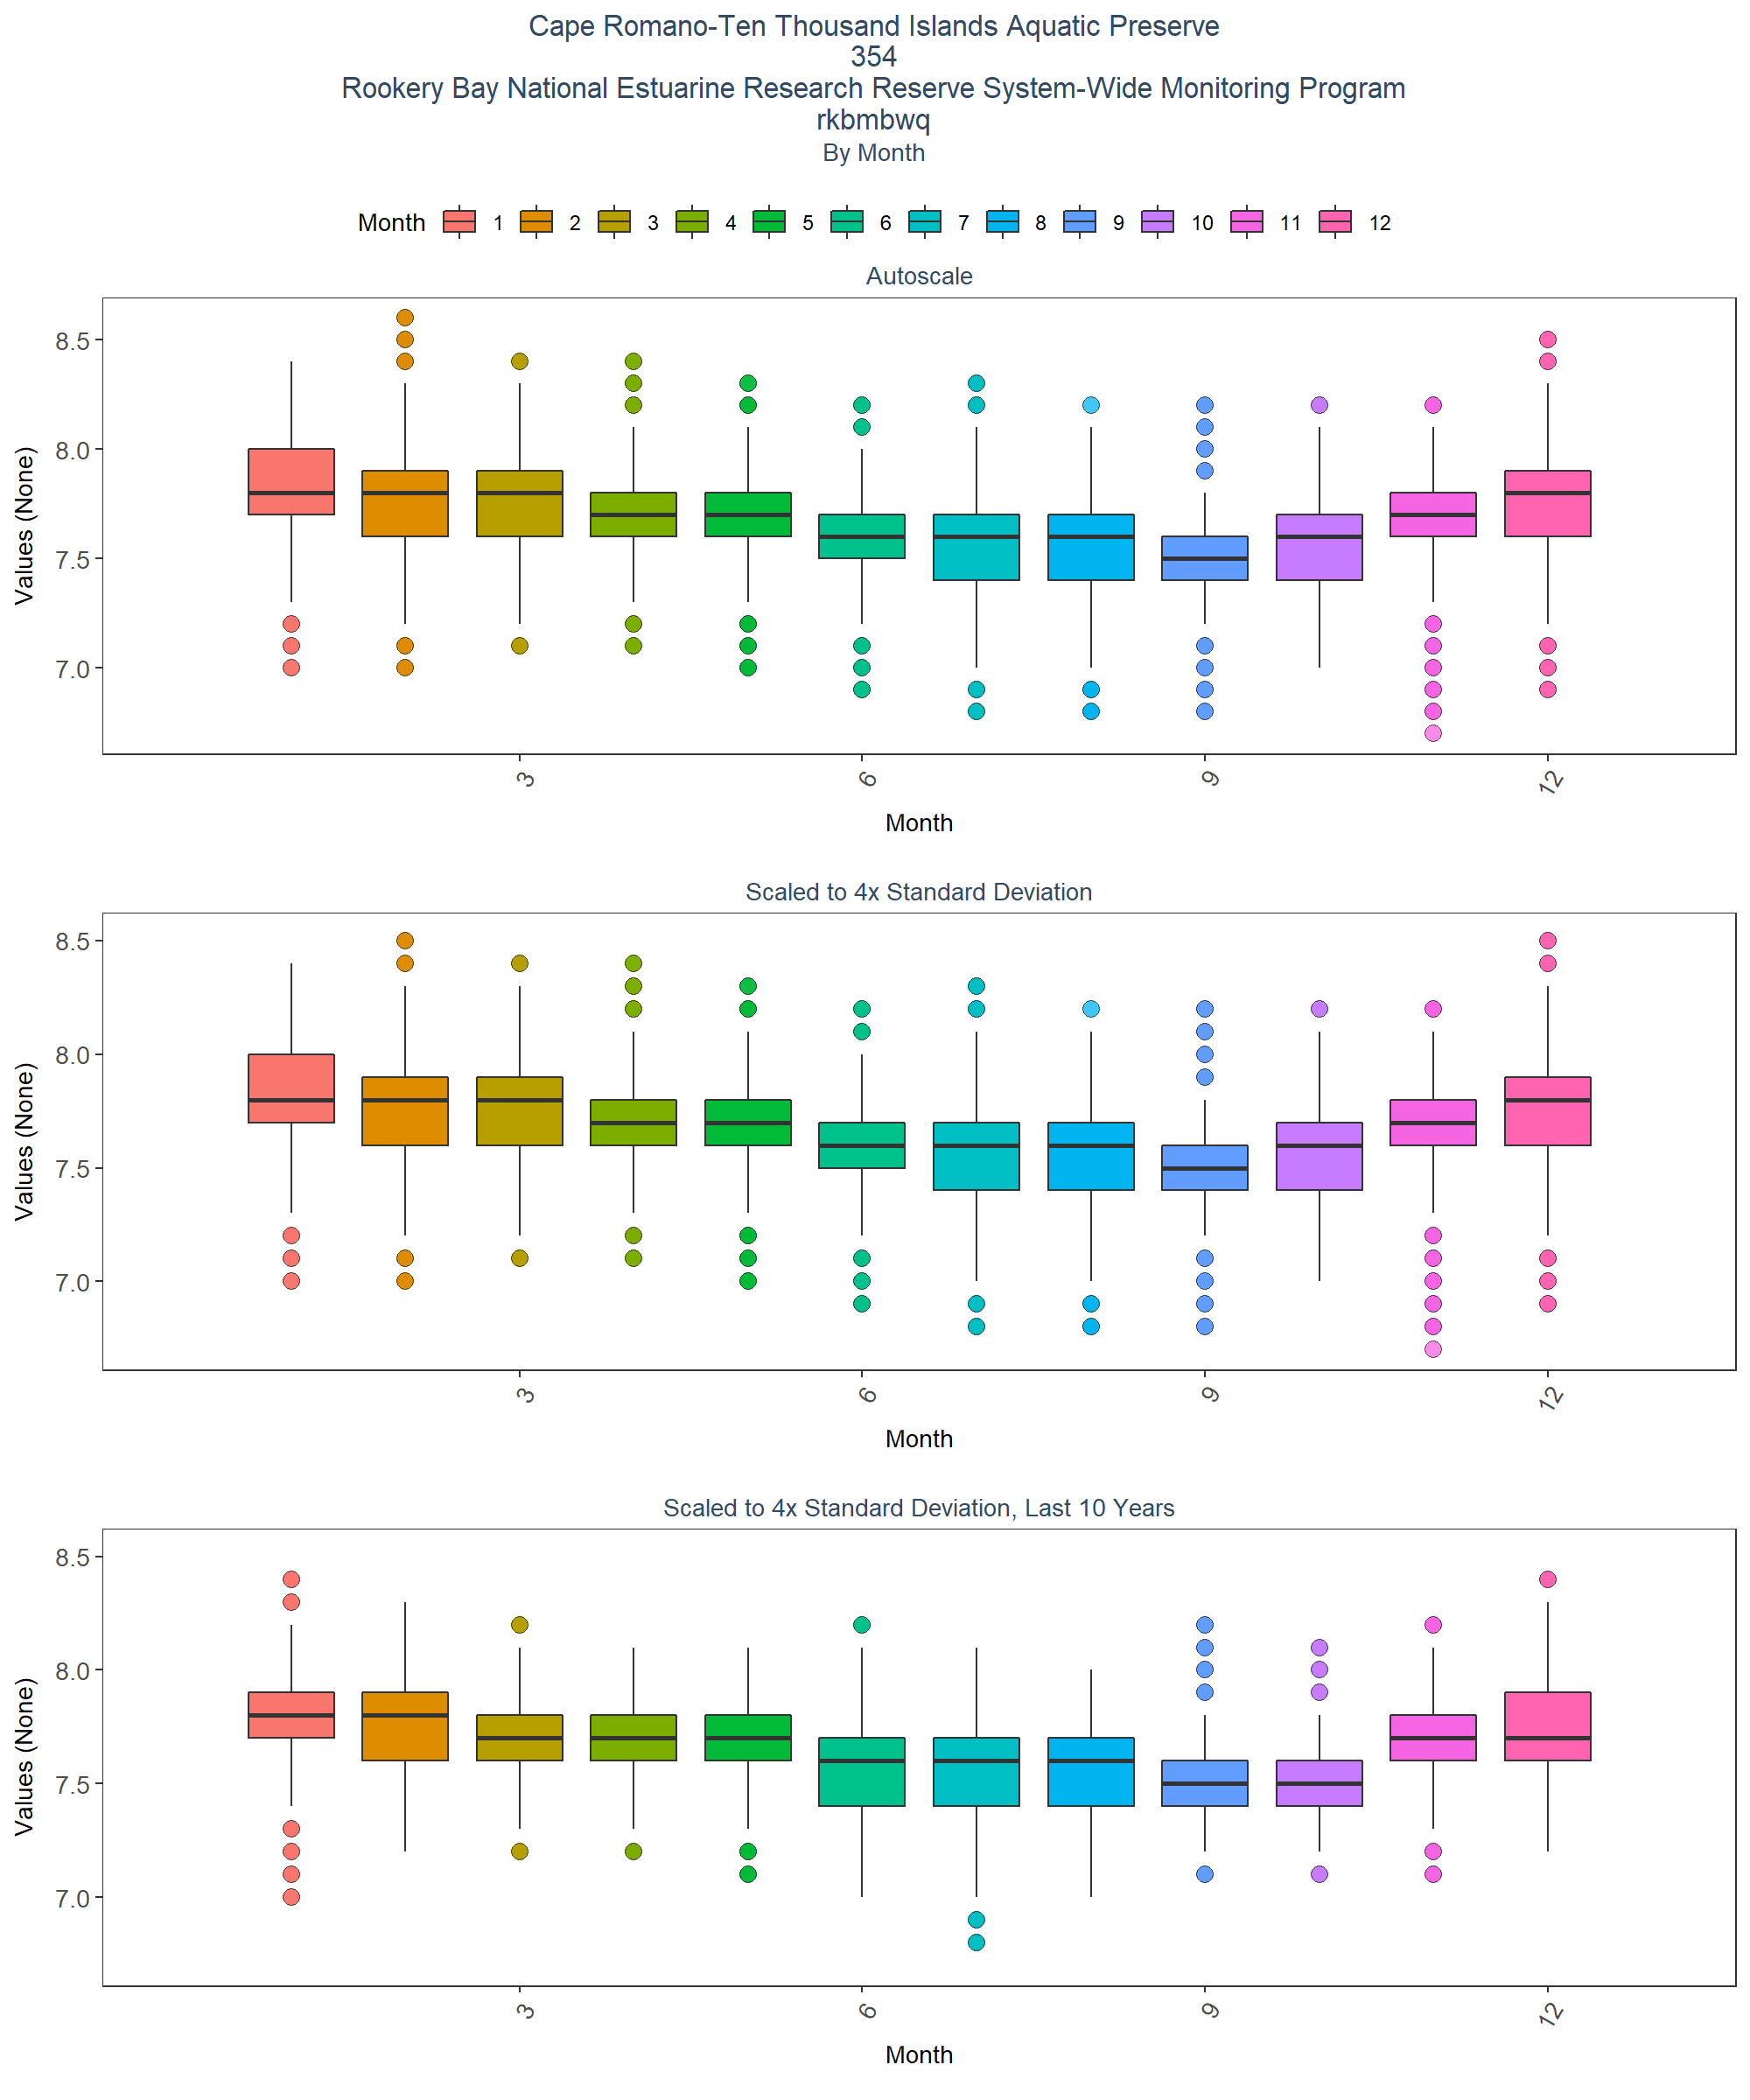 Cape Romano-Ten Thousand Islands Aquatic Preserve
354
Rookery Bay National Estuarine Research Reserve System-Wide Monitoring Program
rkbmbwq
By Month
Month 1 2 3 4 5 6 7 8 9 10 11 12
Autoscale
Values (None)
8.5
8.0
7.5
7.0
3 6 9 12
Month
Scaled to 4x Standard Deviation
Values (None)
8.5
8.0
7.5
7.0
3 6 9 12
Month
Scaled to 4x Standard Deviation, Last 10 Years
Values (None)
8.5
8.0
7.5
7.0
3 6 9 12
Month